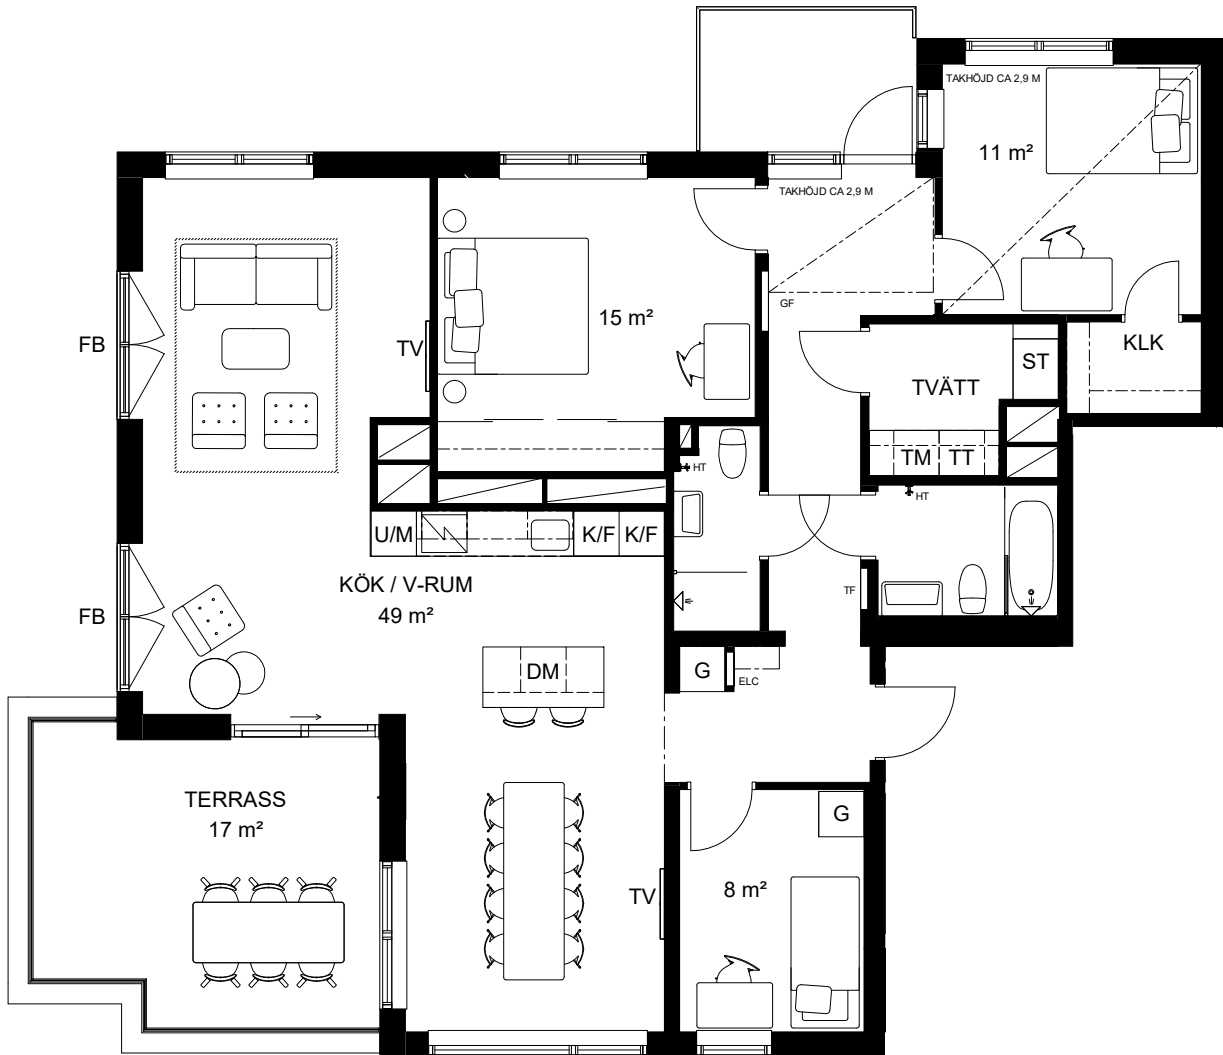 TAKHÖJD CA 2,9 M
11 m²
TAKHÖJD CA 2,9 M
GF
15 m²
FB
TV
KLK
ST
TVÄTT
TM
TT
HT
HT
U/M
K/F
K/F
KÖK / V-RUM
49 m²
TF
FB
DM
G
ELC
TERRASS
17 m²
G
TV
8 m²